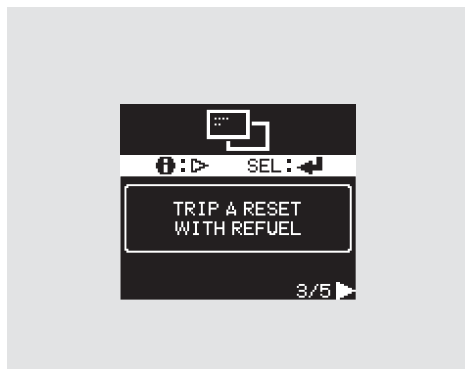 i:▷ SEL:↵
TRIP A RESET
WITH REFUEL
3/5▶